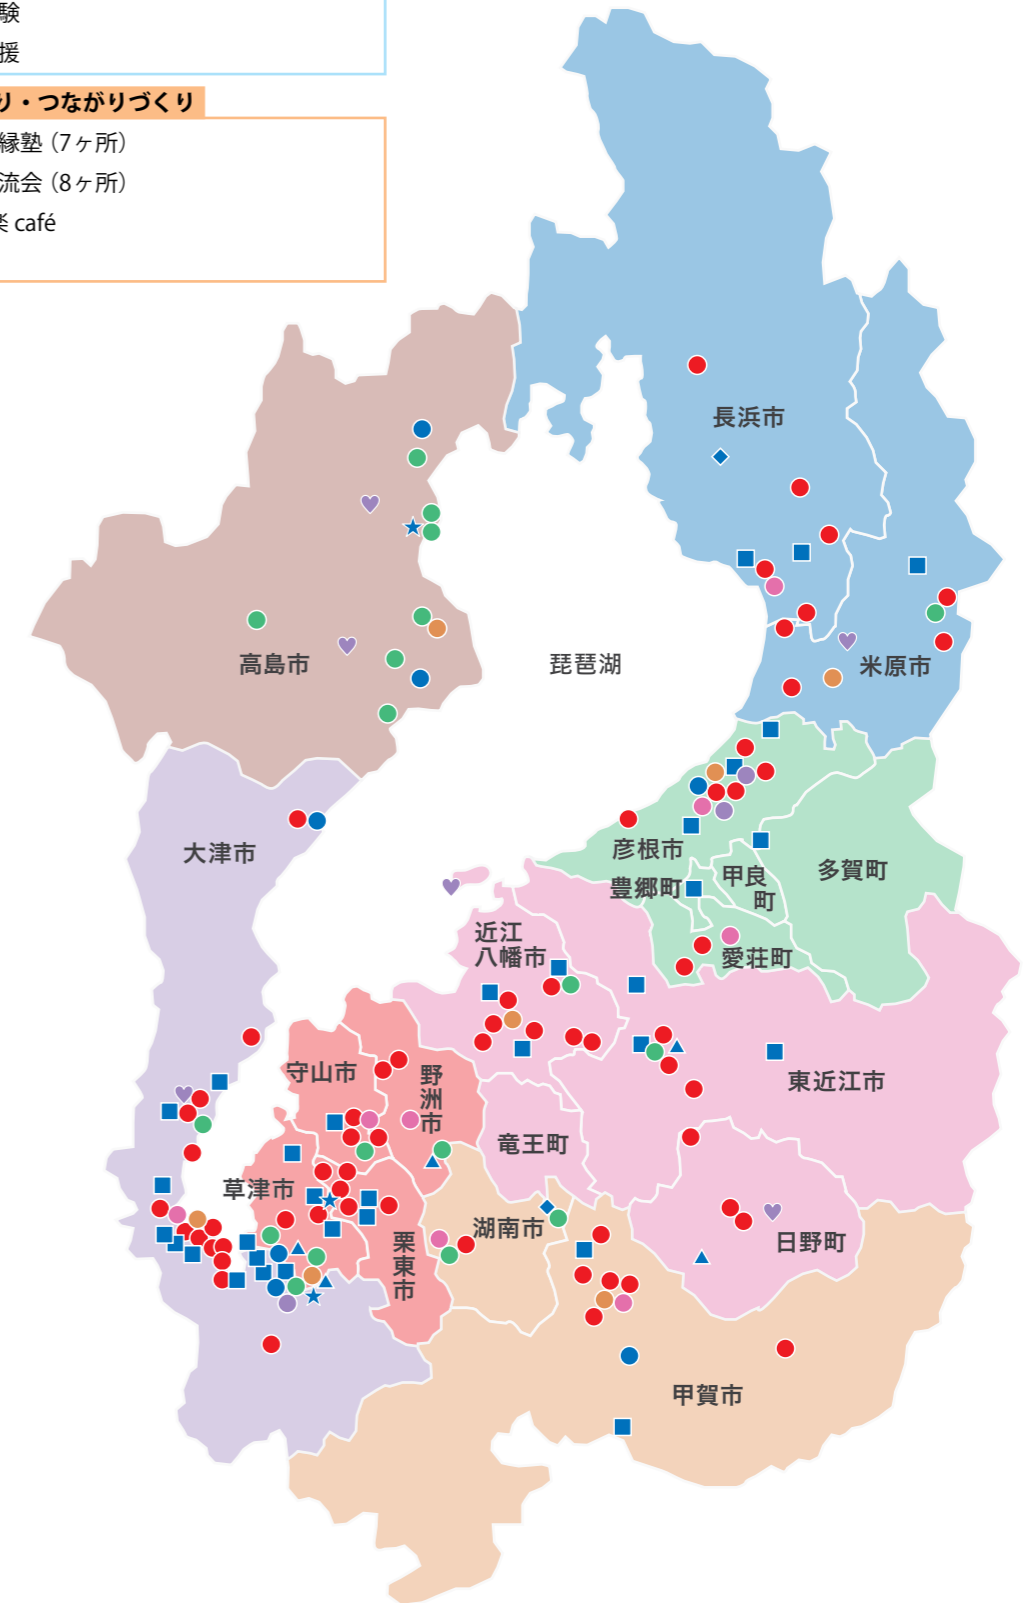 験
援
り・つながりづくり
縁塾（7ヶ所）
流会（8ヶ所）
café
長浜市
高島市
琵琶湖
米原市
大津市
彦根市
豊郷町
甲良
町
多賀町
愛荘町
近江
八幡市
東近江市
守山市
野洲市
竜王町
草津市
湖南市
栗東市
日野町
甲賀市